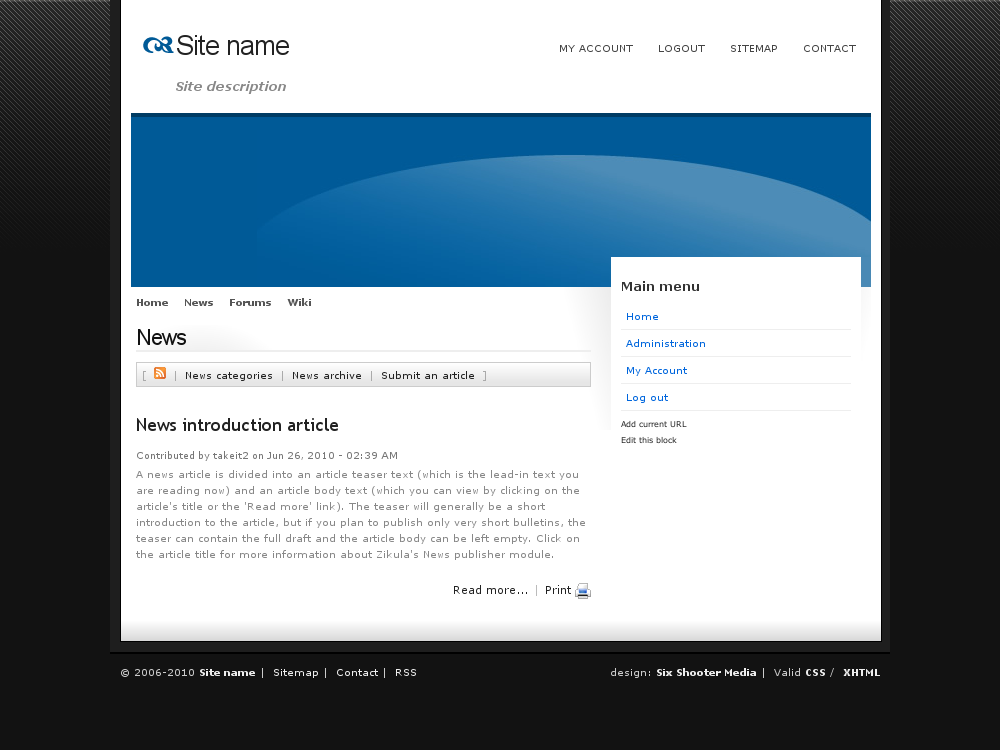 Site name
MY ACCOUNT LOGOUT SITEMAP CONTACT
Site description
Home News Forums Wiki
News
[ | News categories | News archive | Submit an article ]
News introduction article
Contributed by takeit2 on Jun 26, 2010 - 02:39 AM
A news article is divided into an article teaser text (which is the lead-in text you
are reading now) and an article body text (which you can view by clicking on the
article's title or the 'Read more' link). The teaser will generally be a short
introduction to the article, but if you plan to publish only very short bulletins, the
teaser can contain the full draft and the article body can be left empty. Click on
the article title for more information about Zikula's News publisher module.
Read more... | Print
Main menu
Home
Administration
My Account
Log out
Add current URL
Edit this block
© 2006-2010 Site name | Sitemap | Contact | RSS
design: Six Shooter Media | Valid CSS / XHTML